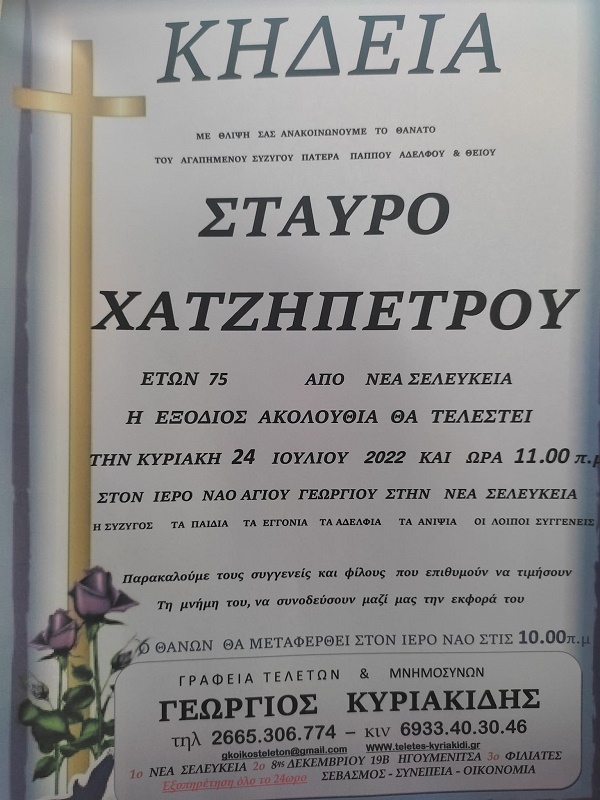 ΚΗΔΕΙΑ
ΜΕ ΘΛΙΨΗ ΣΑΣ ΑΝΑΚΟΙΝΩΝΟΥΜΕ ΤΟ ΘΑΝΑΤΟ
ΤΟΥ ΑΓΑΠΗΜΕΝΟΥ ΣΥΖΥΓΟΥ ΠΑΤΕΡΑ ΠΑΠΠΟΥ ΑΔΕΛΦΟΥ & ΘΕΙΟΥ
ΣΤΑΥΡΟ
ΧΑΤΖΗΠΕΤΡΟΥ
ΕΤΩΝ 75 ΑΠΟ ΝΕΑ ΣΕΛΕΥΚΕΙΑ
Η ΕΞΟΔΙΟΣ ΑΚΟΛΟΥΘΙΑ ΘΑ ΤΕΛΕΣΤΕΙ
ΤΗΝ ΚΥΡΙΑΚΗ 24 ΙΟΥΛΙΟΥ 2022 ΚΑΙ ΩΡΑ 11.00 π.μ
ΣΤΟΝ ΙΕΡΟ ΝΑΟ ΑΓΙΟΥ ΓΕΩΡΓΙΟΥ ΣΤΗΝ ΝΕΑ ΣΕΛΕΥΚΕΙΑ
Η ΣΥΖΥΓΟΣ ΤΑ ΠΑΙΔΙΑ ΤΑ ΕΓΓΟΝΙΑ ΤΑ ΑΔΕΛΦΙΑ ΤΑ ΑΝΙΨΙΑ ΟΙ ΛΟΙΠΟΙ ΣΥΓΓΕΝΕΙΣ
Παρακαλούμε τους συγγενείς και φίλους που επιθυμούν να τιμήσουν
Τη μνήμη του, να συνοδεύσουν μαζί μας την εκφορά του
Ο ΘΑΝΩΝ ΘΑ ΜΕΤΑΦΕΡΘΕΙ ΣΤΟΝ ΙΕΡΟ ΝΑΟ ΣΤΙΣ 10.00π.μ
ΓΡΑΦΕΙΑ ΤΕΛΕΤΩΝ & ΜΝΗΜΟΣΥΝΩΝ
ΓΕΩΡΓΙΟΣ ΚΥΡΙΑΚΙΔΗΣ
τηλ 2665.306.774 – κιν 6933.40.30.46
gkoikosteleton@gmail.com www.teletes-kyriakidi.gr
1ο ΝΕΑ ΣΕΛΕΥΚΕΙΑ 2ο 8ης ΔΕΚΕΜΒΡΙΟΥ 19Β ΗΓΟΥΜΕΝΙΤΣΑ 3ο ΦΙΛΙΑΤΕΣ
Εξυπηρέτηση όλο το 24ωρο ΣΕΒΑΣΜΟΣ - ΣΥΝΕΠΕΙΑ - ΟΙΚΟΝΟΜΙΑ